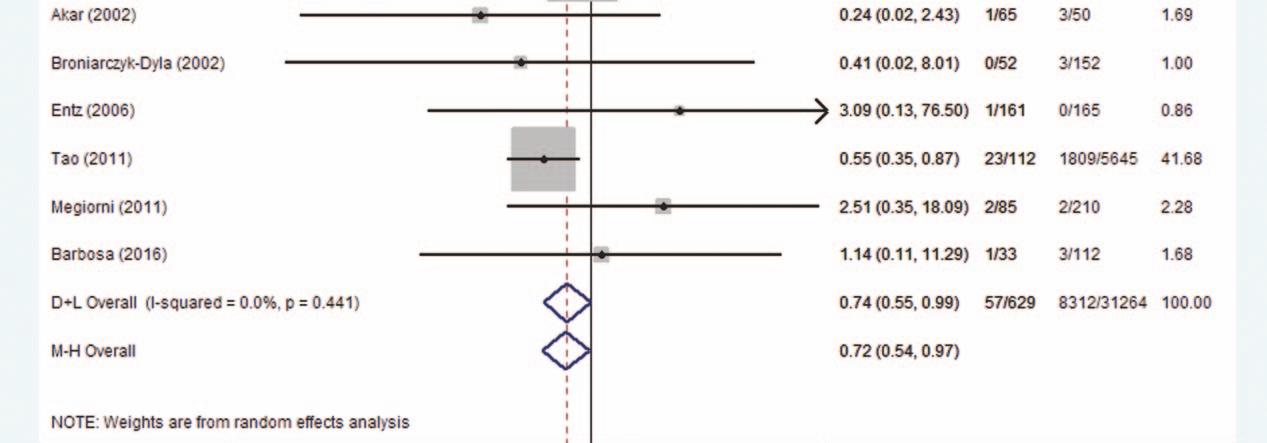 Akar (2002) 0.24 (0.02, 2.43) 1/65 3/50 1.69
Broniarczyk-Dyla (2002) 0.41 (0.02, 8.01) 0/52 3/152 1.00
Entz (2006) 3.09 (0.13, 76.50) 1/161 0/165 0.86
Tao (2011) 0.55 (0.35, 0.87) 23/112 1809/5645 41.68
Megiorni (2011) 2.51 (0.35, 18.09) 2/85 2/210 2.28
Barbosa (2016) 1.14 (0.11, 11.29) 1/33 3/112 1.68
D+L Overall (I-squared = 0.0%, p = 0.441) 0.74 (0.55, 0.99) 57/629 8312/31264 100.00
M-H Overall 0.72 (0.54, 0.97)
NOTE: Weights are from random effects analysis